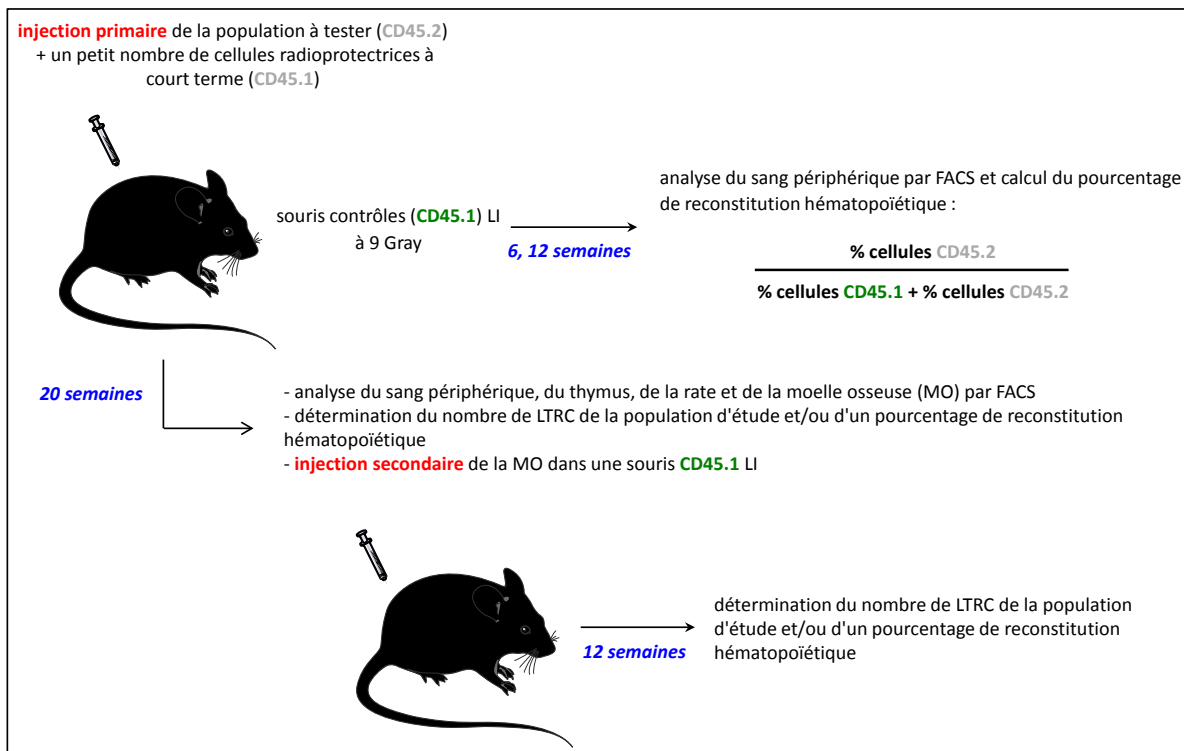 injection primaire de la population à tester (CD45.2)
+ un petit nombre de cellules radioprotectrices à
court terme (CD45.1)
souris contrôles (CD45.1) LI
à 9 Gray
6, 12 semaines
analyse du sang périphérique par FACS et calcul du pourcentage
de reconstitution hématopoïétique :
% cellules CD45.2
% cellules CD45.1 + % cellules CD45.2
20 semaines
- analyse du sang périphérique, du thymus, de la rate et de la moelle osseuse (MO) par FACS
- détermination du nombre de LTRC de la population d'étude et/ou d'un pourcentage de reconstitution
hématopoïétique
- injection secondaire de la MO dans une souris CD45.1 LI
12 semaines
détermination du nombre de LTRC de la population
d'étude et/ou d'un pourcentage de reconstitution
hématopoïétique